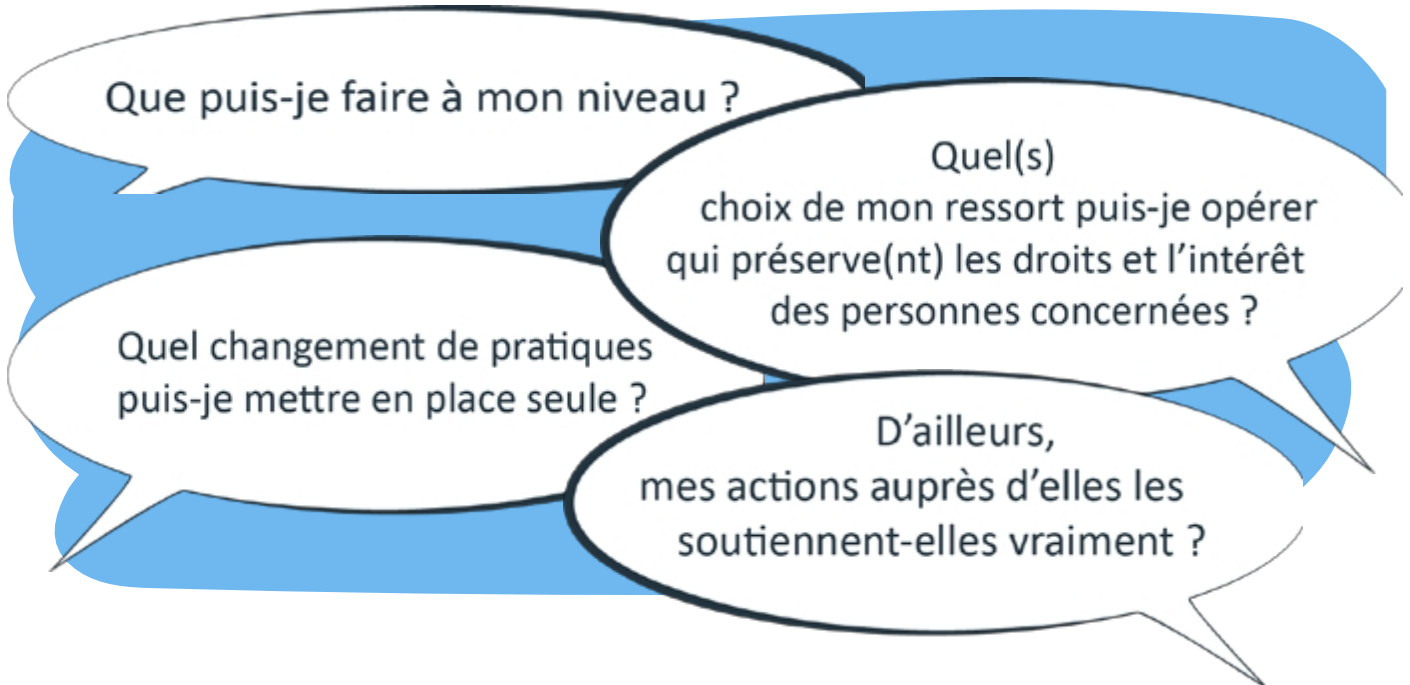 Que puis-je faire à mon niveau ?
Quel(s)
choix de mon ressort puis-je opérer
qui préserve(nt) les droits et l’intérêt
des personnes concernées ?
Quel changement de pratiques
puis-je mettre en place seule ?
D’ailleurs,
mes actions auprès d’elles les
soutiennent-elles vraiment ?